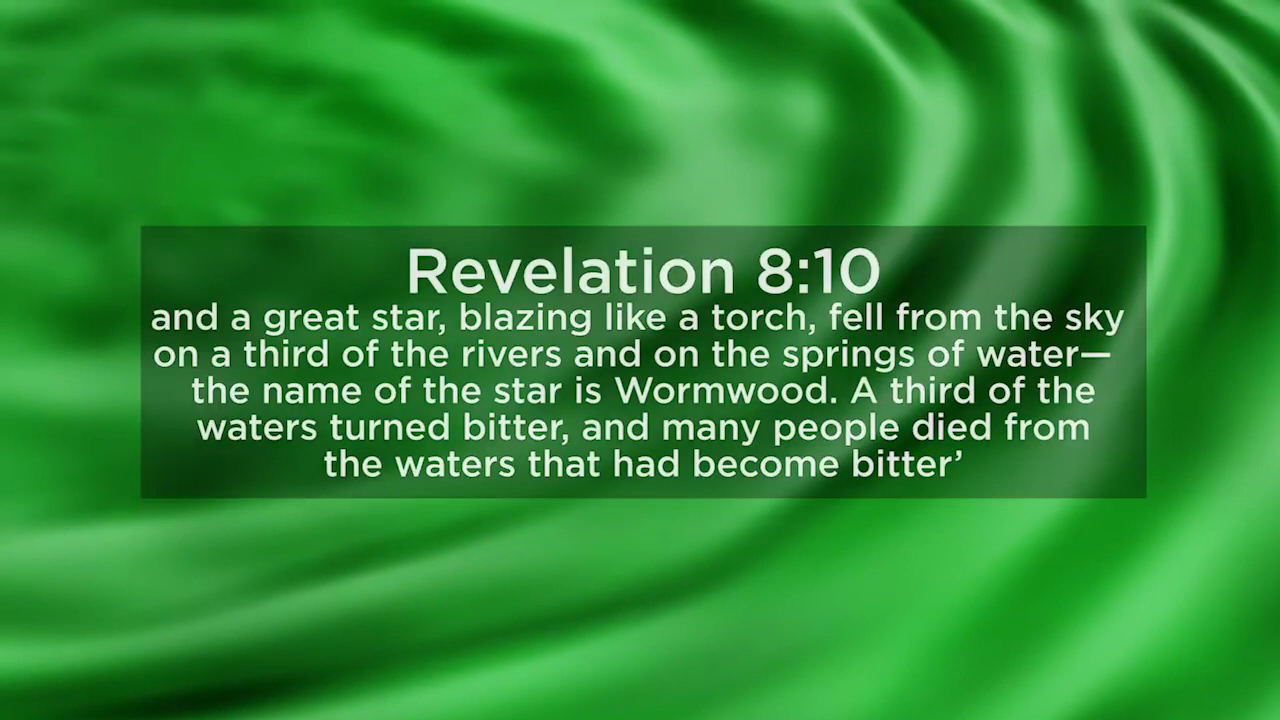 Revelation 8:10
and a great star, blazing like a torch, fell from the sky
on a third of the rivers and on the springs of water—
the name of the star is Wormwood. A third of the
waters turned bitter, and many people died from
the waters that had become bitter’